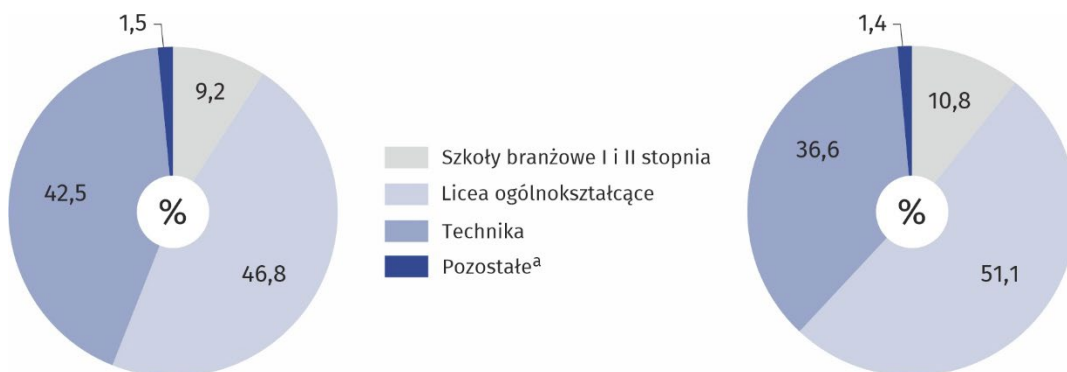 1,5
9,2
42,5
%
46,8
Szkoły branżowe I i II stopnia
Licea ogólnokształcące
Technika
Pozostałeᵃ
1,4
10,8
36,6
%
51,1